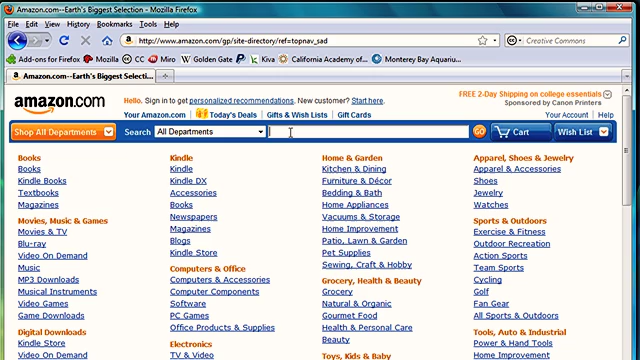 Amazon.com--Earth's Biggest Selection - Mozilla Firefox
File Edit View History Bookmarks Tools Help
http://www.amazon.com/gp/site-directory/ref=topnav_sad
Creative Commons
Add-ons for Firefox MoCo MoFo Mir Wiki Golden Gate Kiva California Academy of... Monterey Bay Aquariu...
Amazon.com--Earth's Biggest Selecti...
amazon.com
Hello. Sign in to get personalized recommendations. New customer? Start here.
FREE 2-Day Shipping on college essentials
Sponsored by Canon Printers
Your Amazon.com Today's Deals Gifts & Wish Lists Gift Cards
Your Account Help
Shop All Departments Search All Departments GO Cart Wish List
Books
Books
Kindle Books
Textbooks
Magazines
Movies, Music & Games
Movies & TV
Blu-ray
Video On Demand
Music
MP3 Downloads
Musical Instruments
Video Games
Game Downloads
Digital Downloads
Kindle Store
Video On Demand
Kindle
Kindle
Kindle DX
Accessories
Books
Newspapers
Magazines
Blogs
Kindle Store
Computers & Office
Computers & Accessories
Computer Components
Software
PC Games
Office Products & Supplies
Electronics
TV & Video
Home & Garden
Kitchen & Dining
Furniture & Décor
Bedding & Bath
Home Appliances
Vacuums & Storage
Home Improvement
Patio, Lawn & Garden
Pet Supplies
Sewing, Craft & Hobby
Grocery, Health & Beauty
Grocery
Natural & Organic
Gourmet Food
Health & Personal Care
Beauty
Toys, Kids & Baby
Apparel, Shoes & Jewelry
Apparel & Accessories
Shoes
Jewelry
Watches
Sports & Outdoors
Exercise & Fitness
Outdoor Recreation
Action Sports
Team Sports
Cycling
Golf
Fan Gear
All Sports & Outdoors
Tools, Auto & Industrial
Power & Hand Tools
Home Improvement